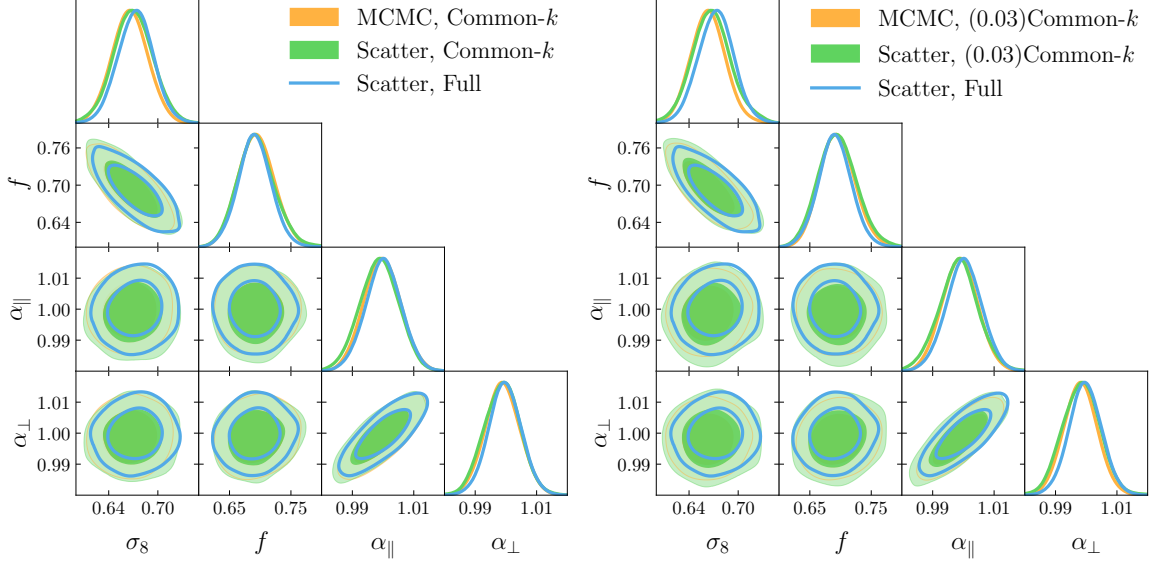 MCMC, Common-k
Scatter, Common-k
Scatter, Full
f
0.76
0.70
0.64
α∥
1.01
1.00
0.99
α⊥
1.01
1.00
0.99
0.64 0.70
0.65 0.75
0.99 1.01
0.99 1.01
σ₈ f α∥ α⊥
MCMC, (0.03)Common-k
Scatter, (0.03)Common-k
Scatter, Full
f
0.76
0.70
0.64
α∥
1.01
1.00
0.99
α⊥
1.01
1.00
0.99
0.64 0.70
0.65 0.75
0.99 1.01
0.99 1.01
σ₈ f α∥ α⊥